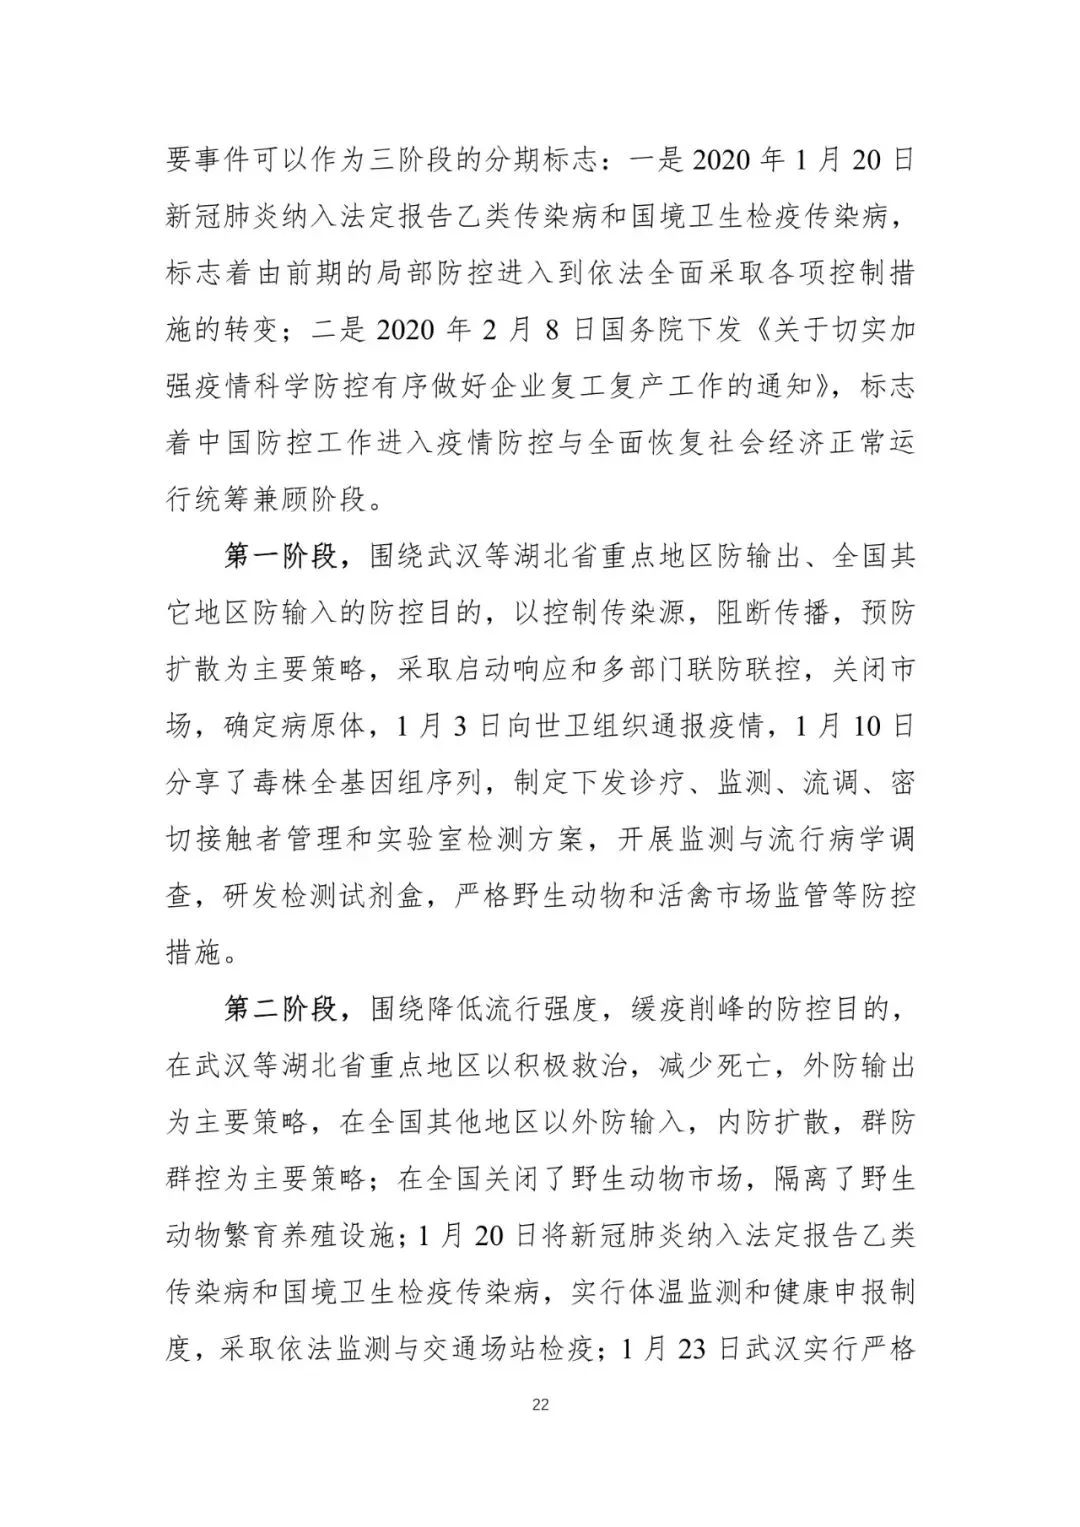 要事件可以作为三阶段的分期标志：一是 2020 年 1 月 20 日
新冠肺炎纳入法定报告乙类传染病和国境卫生检疫传染病，
标志着由前期的局部防控进入到依法全面采取各项控制措
施的转变；二是 2020 年 2 月 8 日国务院下发《关于切实加
强疫情科学防控有序做好企业复工复产工作的通知》，标志
着中国防控工作进入疫情防控与全面恢复社会经济正常运
行统筹兼顾阶段。
第一阶段，围绕武汉等湖北省重点地区防输出、全国其
它地区防输入的防控目的，以控制传染源，阻断传播，预防
扩散为主要策略，采取启动响应和多部门联防联控，关闭市
场，确定病原体，1 月 3 日向世卫组织通报疫情，1 月 10 日
分享了毒株全基因组序列，制定下发诊疗、监测、流调、密
切接触者管理和实验室检测方案，开展监测与流行病学调
查，研发检测试剂盒，严格野生动物和活禽市场监管等防控
措施。
第二阶段，围绕降低流行强度，缓疫削峰的防控目的，
在武汉等湖北省重点地区以积极救治，减少死亡，外防输出
为主要策略，在全国其他地区以外防输入，内防扩散，群防
群控为主要策略；在全国关闭了野生动物市场，隔离了野生
动物繁育养殖设施；1 月 20 日将新冠肺炎纳入法定报告乙类
传染病和国境卫生检疫传染病，实行体温监测和健康申报制
度，采取依法监测与交通场站检疫；1 月 23 日武汉实行严格
22